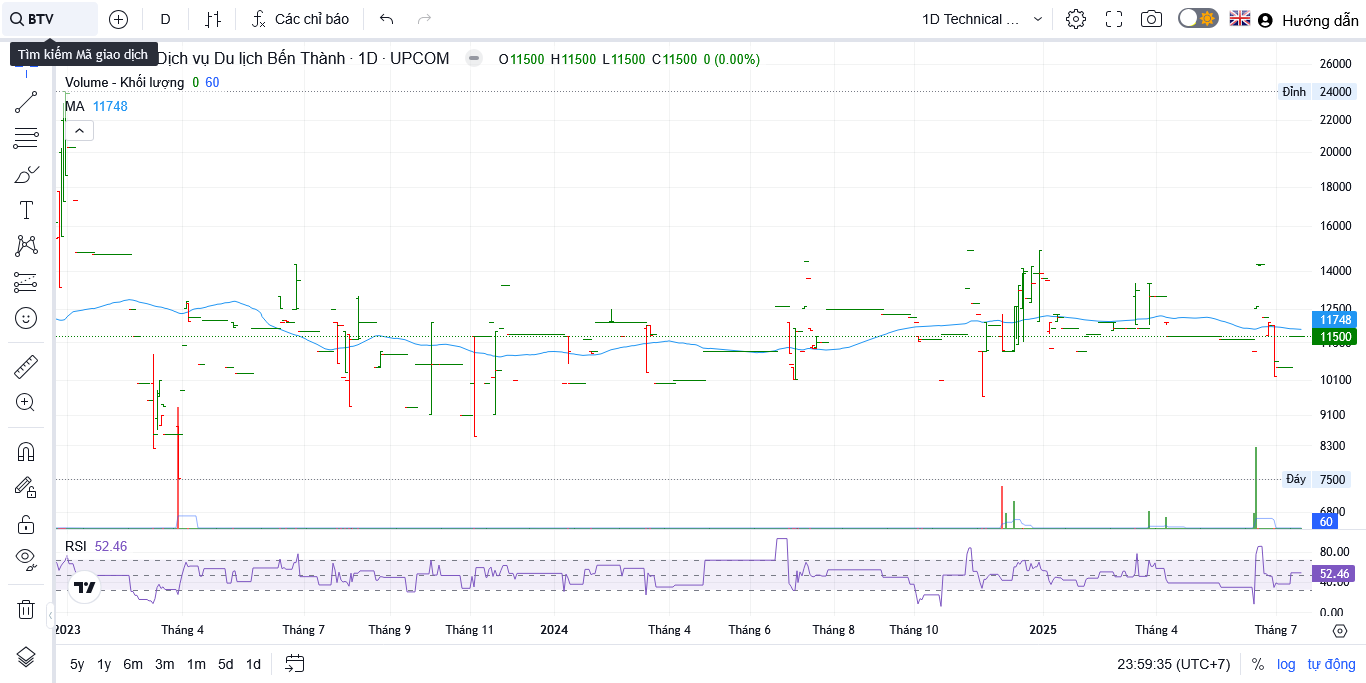 BTV
D
Các chỉ báo
1D Technical ...
Hướng dẫn
Tìm kiếm Mã giao dịch
Dịch vụ Du lịch Bến Thành · 1D · UPCOM
O11500 H11500 L11500 C11500 0 (0.00%)
Volume - Khối lượng 0 60
MA 11748
26000
Đỉnh 24000
22000
20000
18000
16000
14000
12500
11748
11500
10100
9100
8300
Đáy 7500
6800
60
RSI 52.46
80.00
52.46
40.00
0.00
2023 Tháng 4 Tháng 7 Tháng 9 Tháng 11 2024 Tháng 4 Tháng 6 Tháng 8 Tháng 10 2025 Tháng 4 Tháng 7
5y 1y 6m 3m 1m 5d 1d
23:59:35 (UTC+7) % log tự động